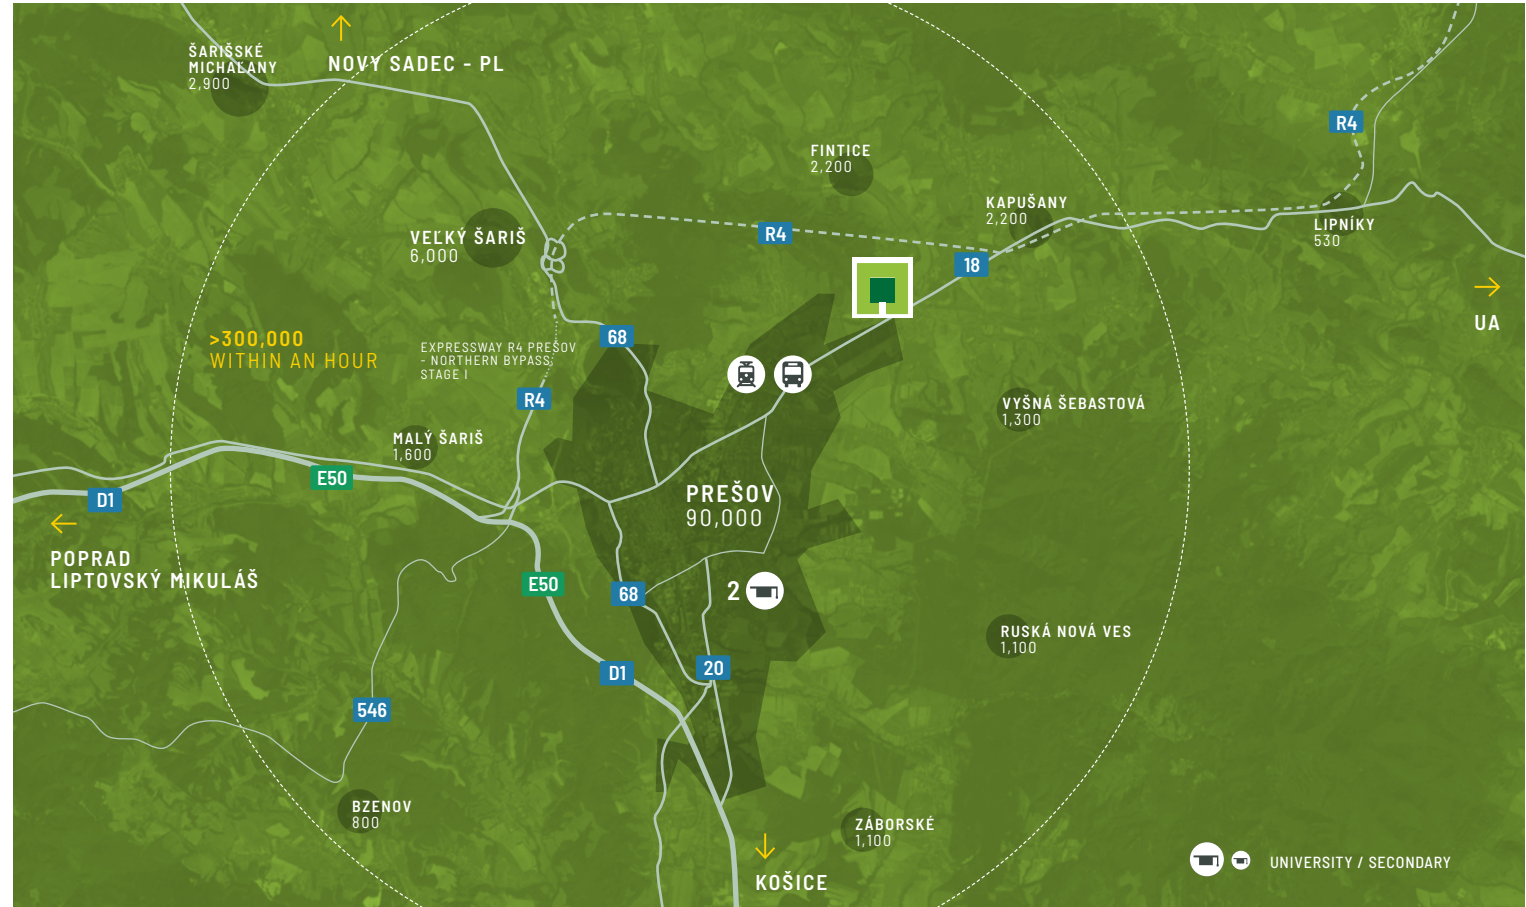 ŠARIŠSKÉ
MICHAĽANY
2,900
NOVÝ SADEC - PL
FINTICE
2,200
R4
KAPUŠANY
2,200
LIPNÍKY
530
VEĽKÝ ŠARIŠ
6,000
R4
18
UA
>300,000
WITHIN AN HOUR
68
EXPRESSWAY R4 PREŠOV
- NORTHERN BYPASS,
STAGE I
R4
VYŠNÁ ŠEBASTOVÁ
1,300
MALÝ ŠARIŠ
1,600
E50
D1
PREŠOV
90,000
POPRAD
LIPTOVSKÝ MIKULÁŠ
E50
68
2
RUSKÁ NOVÁ VES
1,100
D1
20
546
BZENOV
800
ZÁBORSKÉ
1,100
KOŠICE
UNIVERSITY / SECONDARY